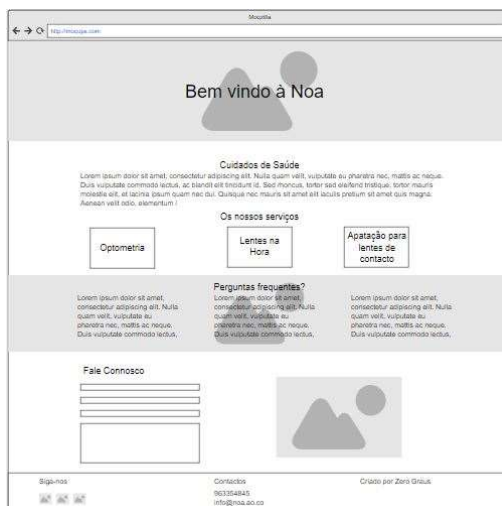 Mozzila
http://mosope.com
Bem vindo à Noa
Cuidados de Saúde
Lorem ipsum dolor sit amet, consectetur adipiscing elit. Nulla quam velit, vulputate eu pharetra nec, mattis ac neque.
Duis vulputate commodo lectus, ac blandit elit tincidunt id. Sed rhoncus, tortor sed eleifend tristique, tortor mauris
molestie elit, et lacinia ipsum quam nec dui. Quisque nec mauris sit amet elit iaculis pretium sit amet quis magna.
Aenean velit odio, elementum i
Os nossos serviços
Optometria
Lentes na
Hora
Apatação para
lentes de
contacto
Perguntas frequentes?
Lorem ipsum dolor sit amet,
consectetur adipiscing elit. Nulla
quam velit, vulputate eu
pharetra nec, mattis ac neque.
Duis vulputate commodo lectus,
Lorem ipsum dolor sit amet,
consectetur adipiscing elit. Nulla
quam velit, vulputate eu
pharetra nec, mattis ac neque.
Duis vulputate commodo lectus,
Lorem ipsum dolor sit amet,
consectetur adipiscing elit. Nulla
quam velit, vulputate eu
pharetra nec, mattis ac neque.
Duis vulputate commodo lectus,
Fale Connosco
Siga-nos
Contactos
963354845
info@noa.ao.co
Criado por Zero Graus